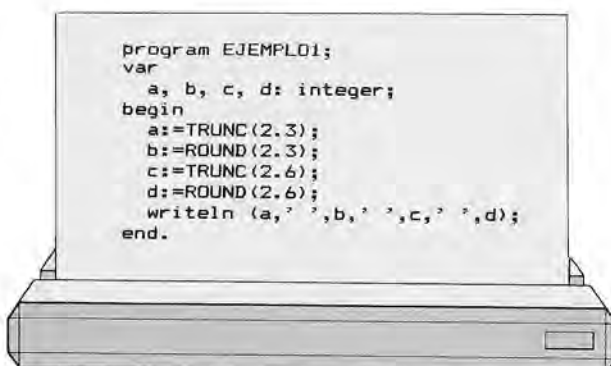 program EJEMPLO1;
var
  a, b, c, d: integer;
begin
  a:=TRUNC(2.3);
  b:=ROUND(2.3);
  c:=TRUNC(2.6);
  d:=ROUND(2.6);
  writeln (a,' ',b,' ',c,' ',d);
end.